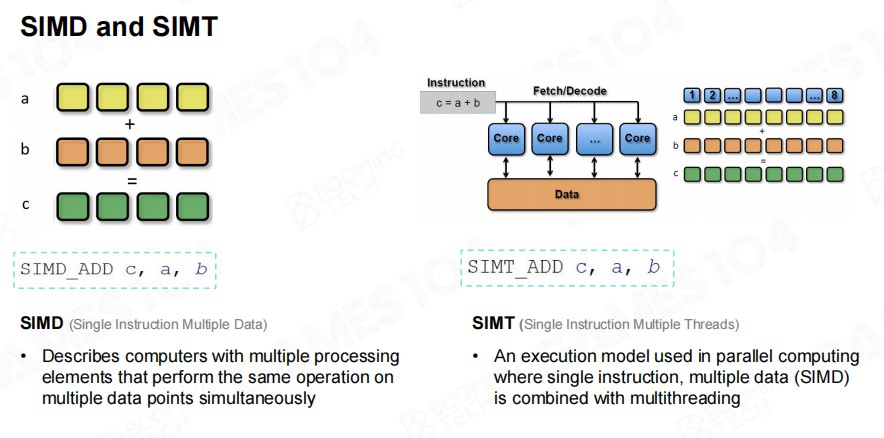 SIMD and SIMT
a
+
b
=
c
SIMD_ADD c, a, b
SIMD (Single Instruction Multiple Data)
• Describes computers with multiple processing
elements that perform the same operation on
multiple data points simultaneously
Instruction
c = a + b
Fetch/Decode
Core Core ... Core
Data
1 2 ... ... 8
a
+
b
=
c
SIMT_ADD c, a, b
SIMT (Single Instruction Multiple Threads)
• An execution model used in parallel computing
where single instruction, multiple data (SIMD)
is combined with multithreading
GAMES104
BOOMING
TECH